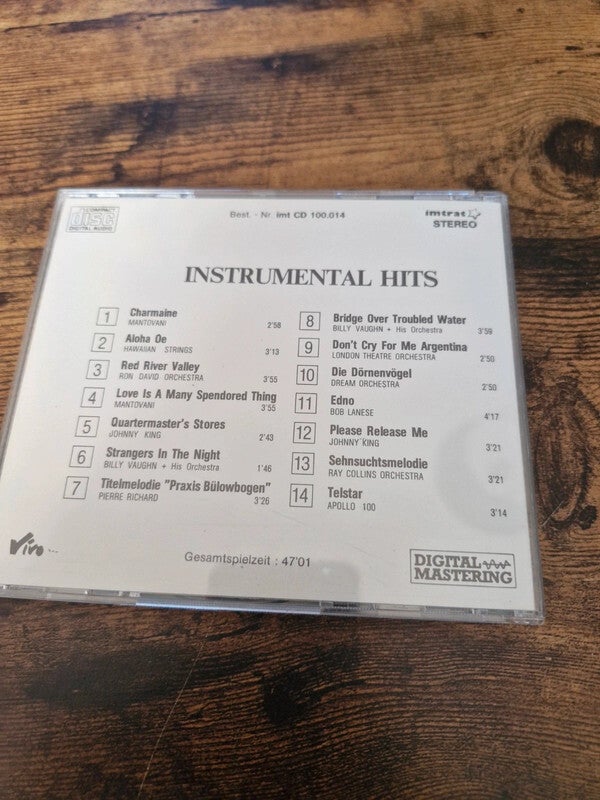 COMPACT
DISC
DIGITAL AUDIO
Best. - Nr. imt CD 100.014
imtrat
STEREO
INSTRUMENTAL HITS
1 Charmaine
MANTOVANI 2'58
2 Aloha Oe
HAWAIIAN STRINGS 3'13
3 Red River Valley
RON DAVID ORCHESTRA 3'55
4 Love Is A Many Spendored Thing
MANTOVANI 3'55
5 Quartermaster's Stores
JOHNNY KING 2'43
6 Strangers In The Night
BILLY VAUGHN + His Orchestra 1'46
7 Titelmelodie "Praxis Bülowbogen"
PIERRE RICHARD 3'26
8 Bridge Over Troubled Water
BILLY VAUGHN + His Orchestra 3'59
9 Don't Cry For Me Argentina
LONDON THEATRE ORCHESTRA 2'50
10 Die Dörnenvögel
DREAM ORCHESTRA 2'50
11 Edno
BOB LANESE 4'17
12 Please Release Me
JOHNNY KING 3'21
13 Sehnsuchtsmelodie
RAY COLLINS ORCHESTRA 3'21
14 Telstar
APOLLO 100 3'14
Gesamtspielzeit : 47'01
DIGITAL
MASTERING